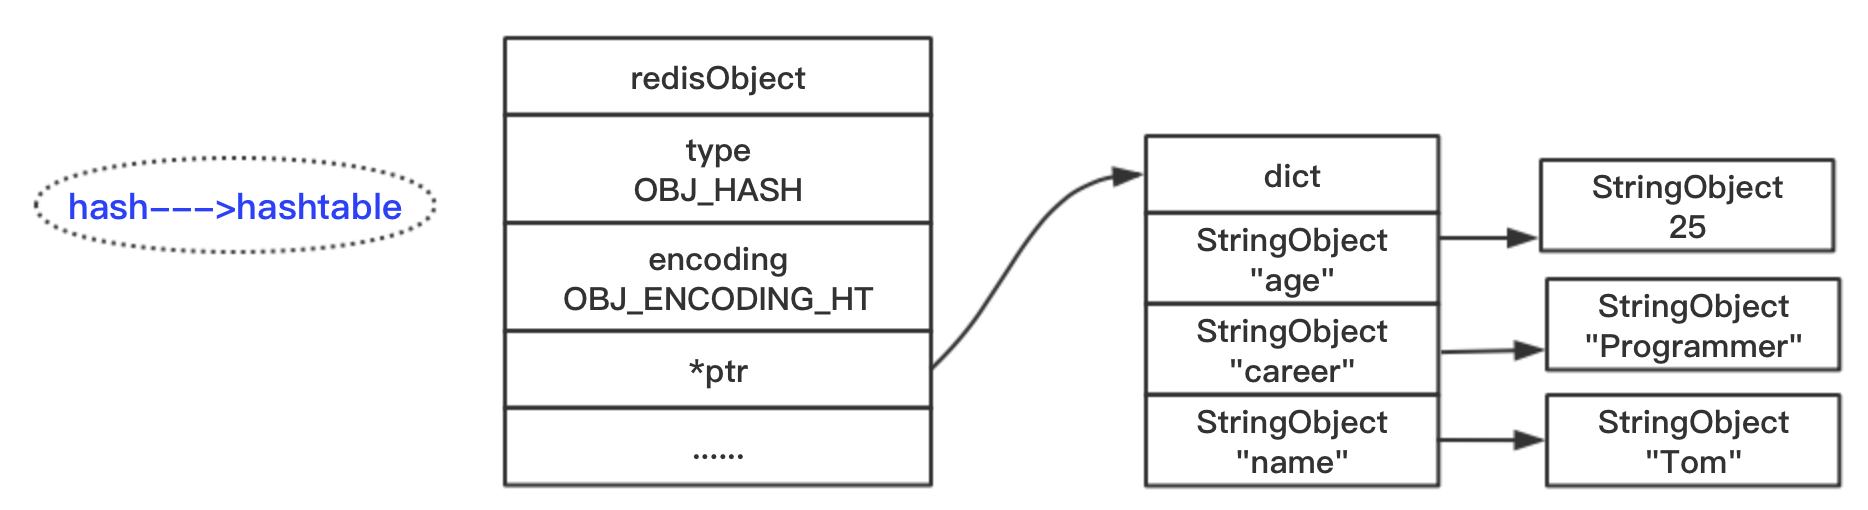 hash--->hashtable
redisObject
type
OBJ_HASH
encoding
OBJ_ENCODING_HT
*ptr
......
dict
StringObject
"age"
StringObject
"career"
StringObject
"name"
StringObject
25
StringObject
"Programmer"
StringObject
"Tom"